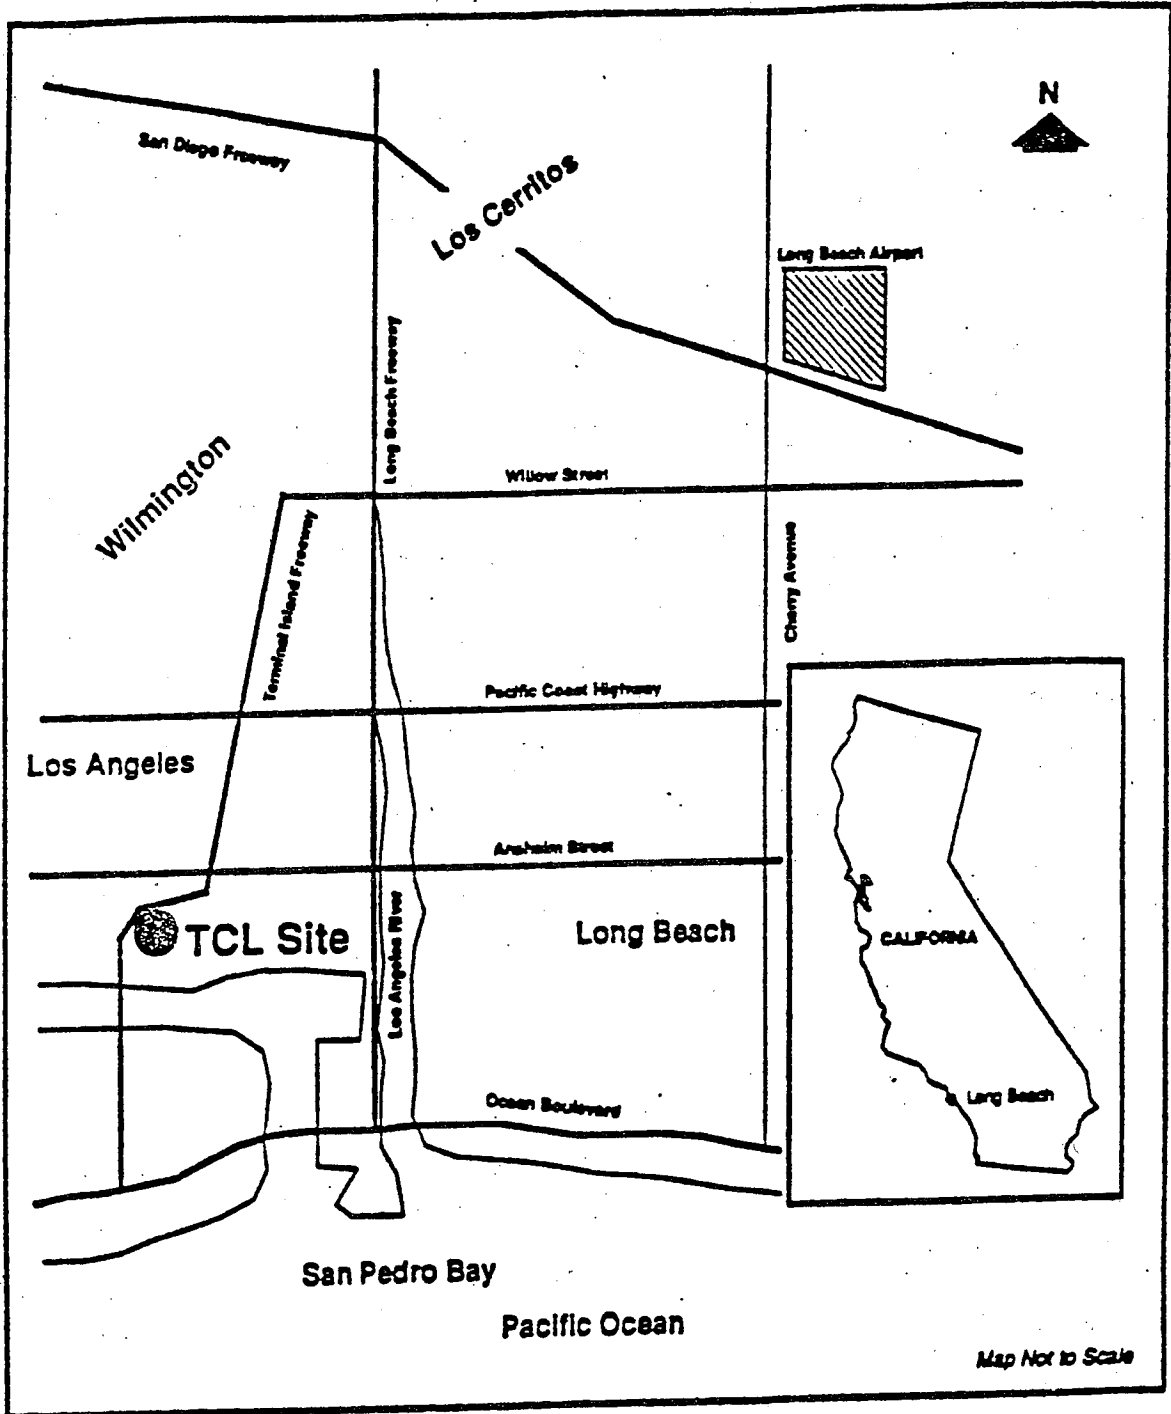 N
San Diego Freeway
Los Cerritos
Long Beach Airport
Long Beach Freeway
Wilmington
Willow Street
Terminal Island Freeway
Cherry Avenue
Pacific Coast Highway
Los Angeles
Anaheim Street
TCL Site
Los Angeles River
Long Beach
CALIFORNIA
Long Beach
Ocean Boulevard
San Pedro Bay
Pacific Ocean
Map Not to Scale